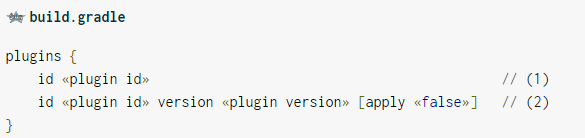 build.gradle
plugins {
    id «plugin id»                                            // (1)
    id «plugin id» version «plugin version» [apply «false»]   // (2)
}